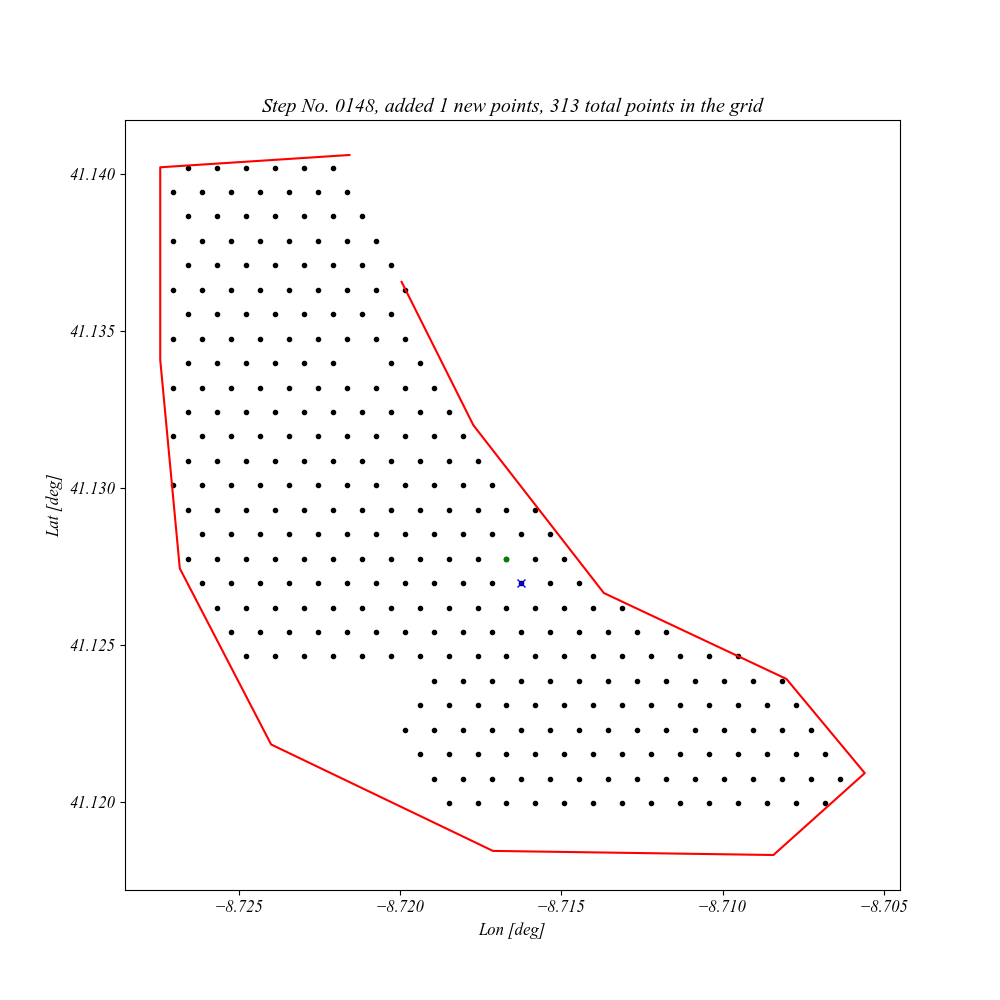 Step No. 0148, added 1 new points, 313 total points in the grid
41.140
41.135
41.130
41.125
41.120
Lat [deg]
−8.725 −8.720 −8.715 −8.710 −8.705
Lon [deg]